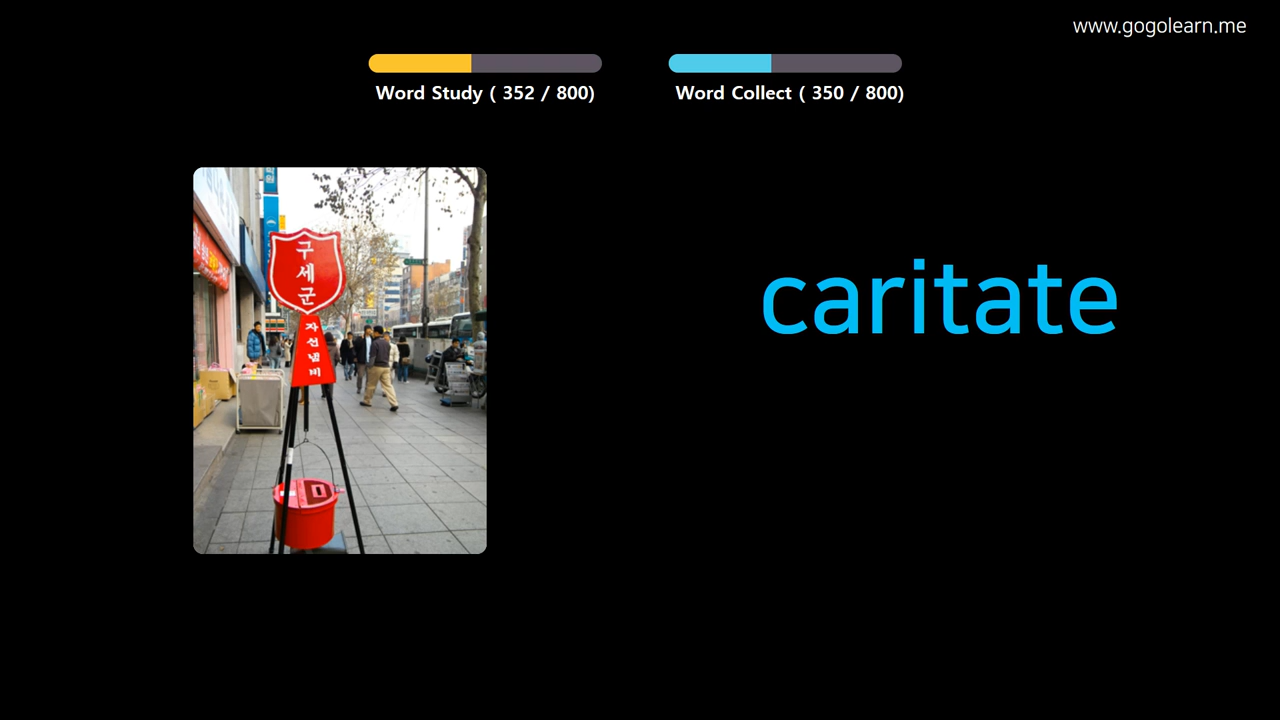 www.gogolearn.me
Word Study ( 352 / 800)
Word Collect ( 350 / 800)
구
세
군
자
선
냄
비
caritate